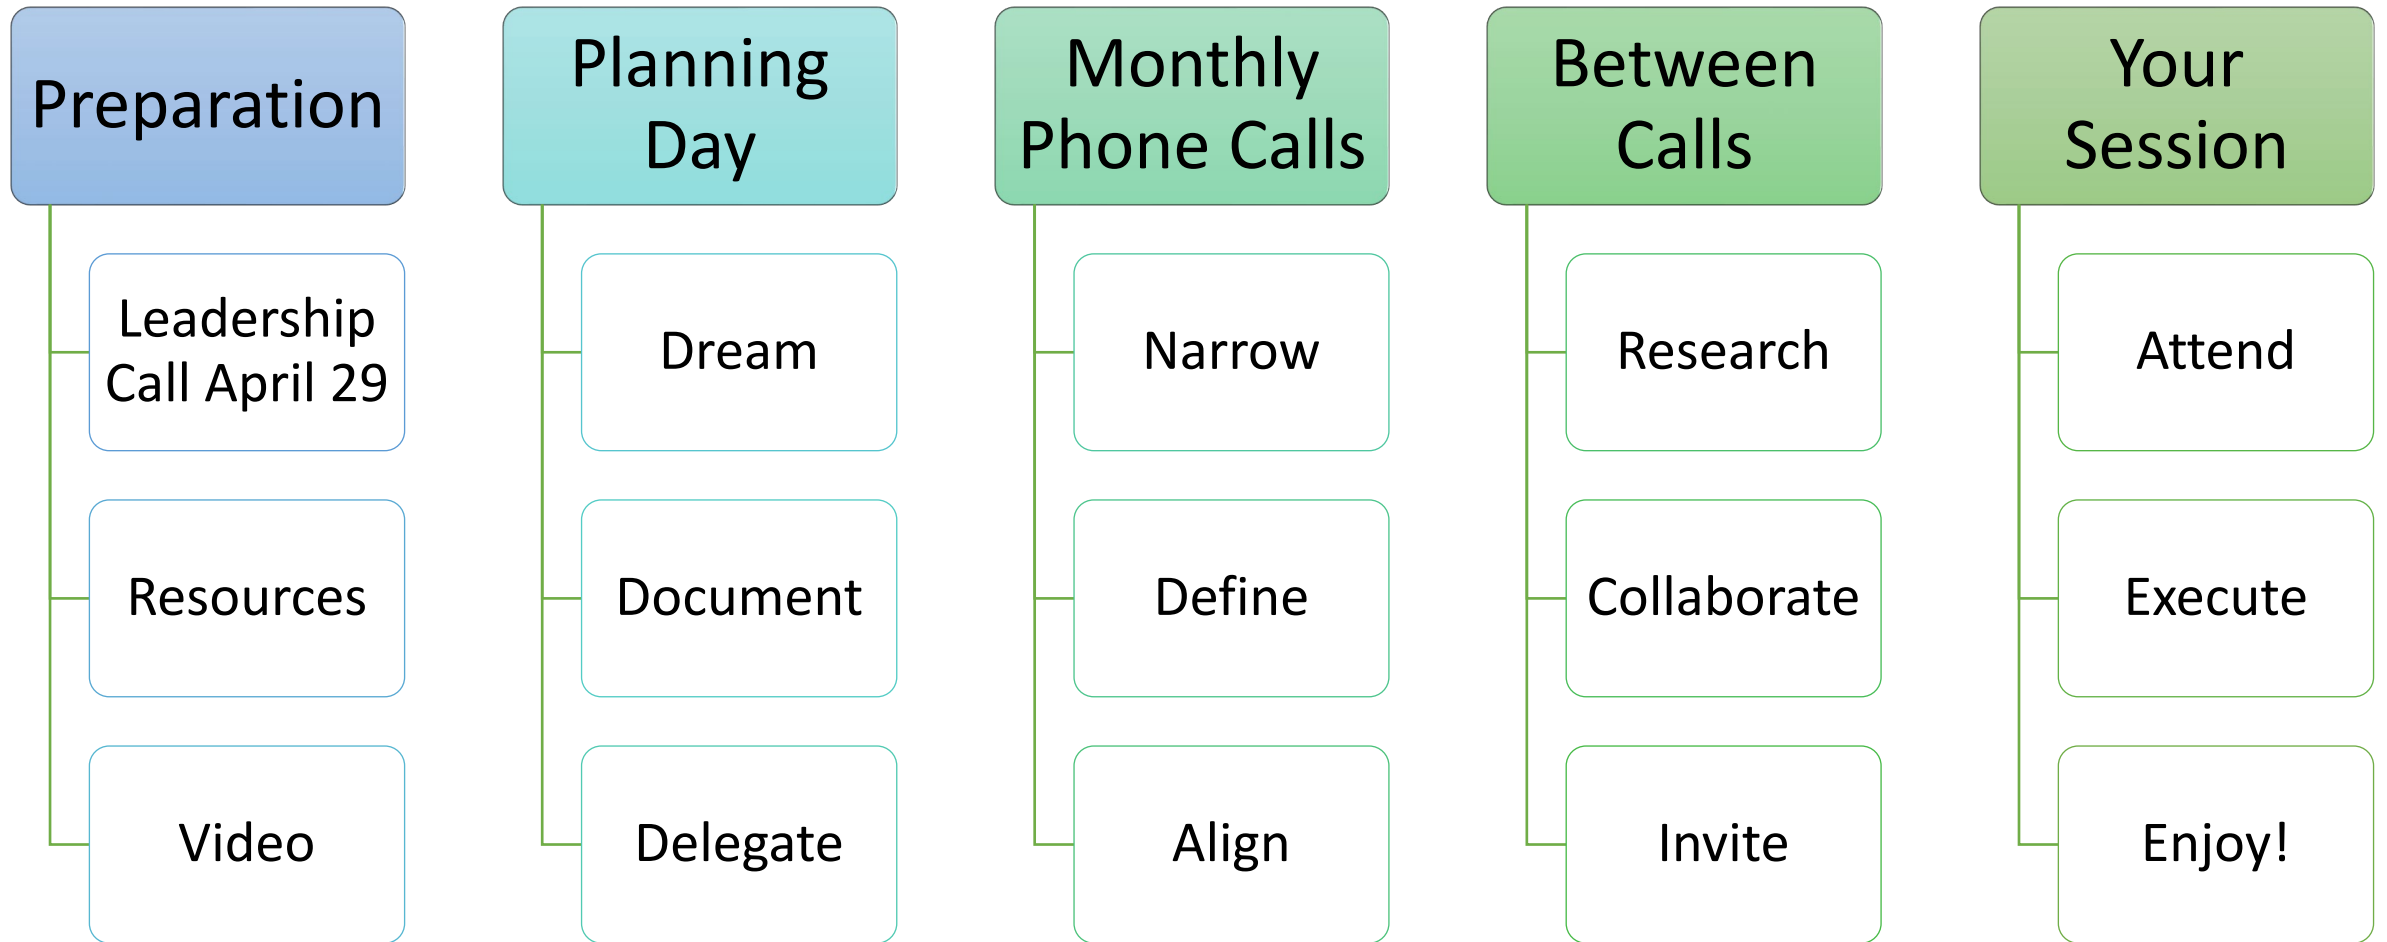 Preparation
Leadership
Call April 29
Resources
Video
Planning
Day
Dream
Document
Delegate
Monthly
Phone Calls
Narrow
Define
Align
Between
Calls
Research
Collaborate
Invite
Your
Session
Attend
Execute
Enjoy!